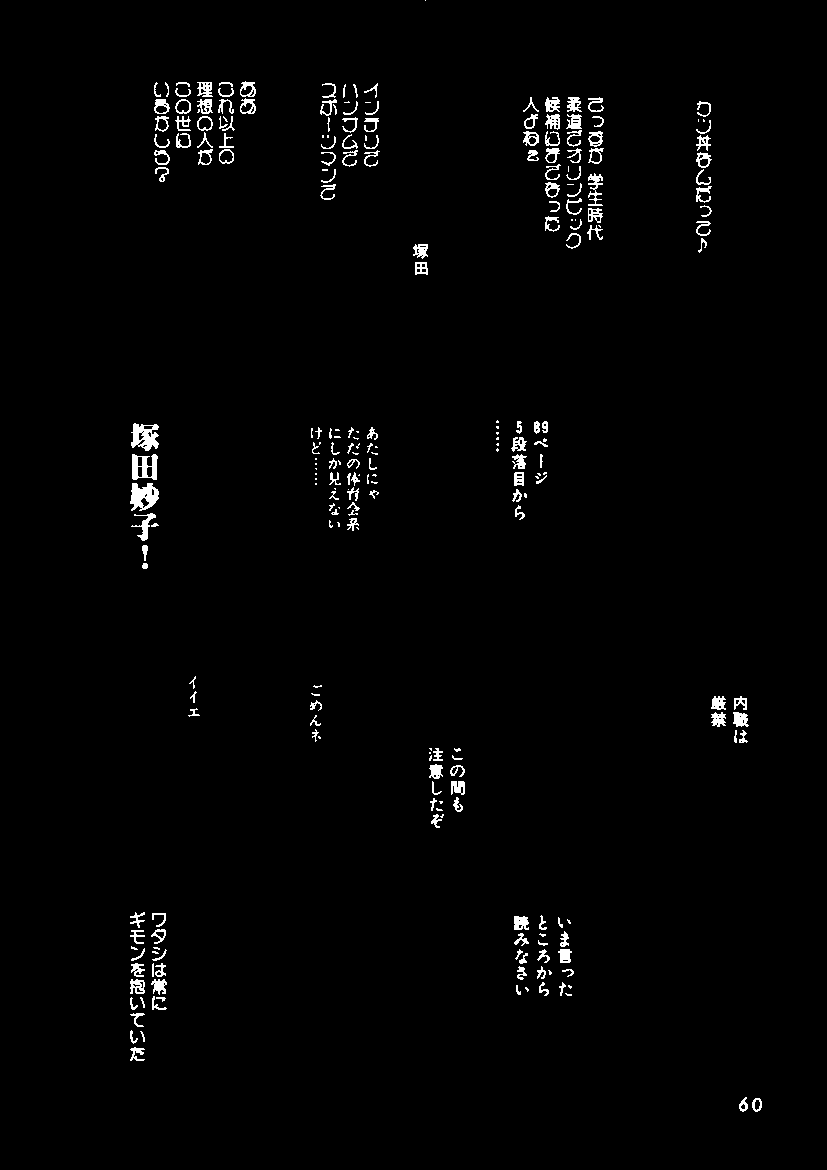 カツ丼なんだって♪
さっすが 学生時代
柔道でオリンピック
候補にまでなった
人よねぇ
塚田
インテリで
ハンサムで
スポーツマンで
ああ
これ以上の
理想の人が
この世に
いるかしら?
89ページ
5段落目から
……
あたしにゃ
ただの体育会系
にしか見えない
けど……
塚田妙子!
内職は
厳禁
この間も
注意したぞ
ごめんネ
イイエ
いま言った
ところから
読みなさい
ワタシは常に
ギモンを抱いていた
60